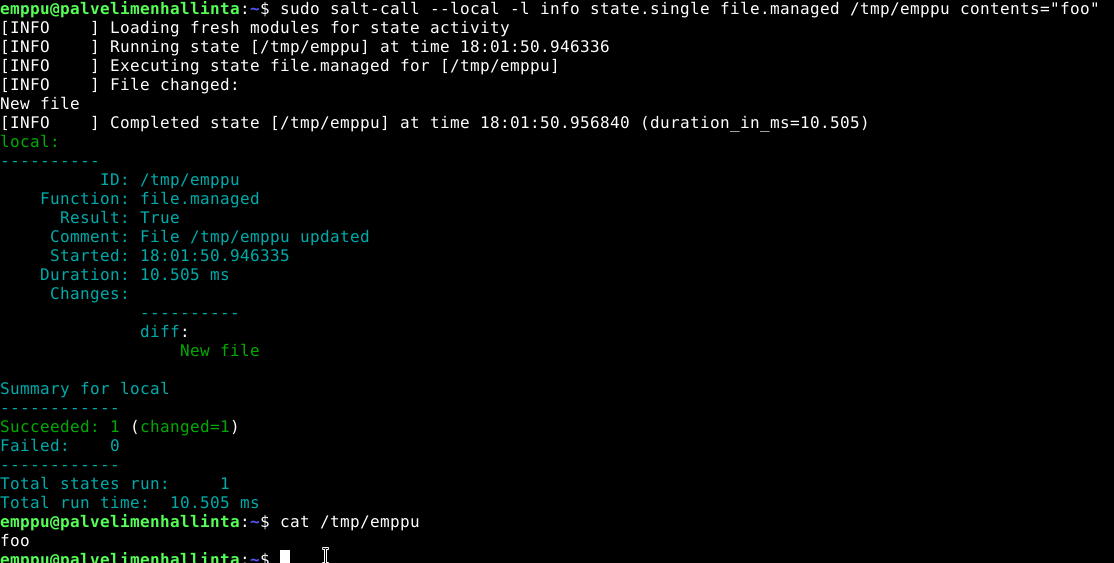 emppu@palvelimenhallinta:~$ sudo salt-call --local -l info state.single file.managed /tmp/emppu contents="foo"
[INFO    ] Loading fresh modules for state activity
[INFO    ] Running state [/tmp/emppu] at time 18:01:50.946336
[INFO    ] Executing state file.managed for [/tmp/emppu]
[INFO    ] File changed:
New file
[INFO    ] Completed state [/tmp/emppu] at time 18:01:50.956840 (duration_in_ms=10.505)
local:
----------
          ID: /tmp/emppu
    Function: file.managed
      Result: True
     Comment: File /tmp/emppu updated
     Started: 18:01:50.946335
    Duration: 10.505 ms
     Changes:
              ----------
              diff:
                  New file

Summary for local
------------
Succeeded: 1 (changed=1)
Failed:    0
------------
Total states run:     1
Total run time:  10.505 ms
emppu@palvelimenhallinta:~$ cat /tmp/emppu
foo
emppu@palvelimenhallinta:~$